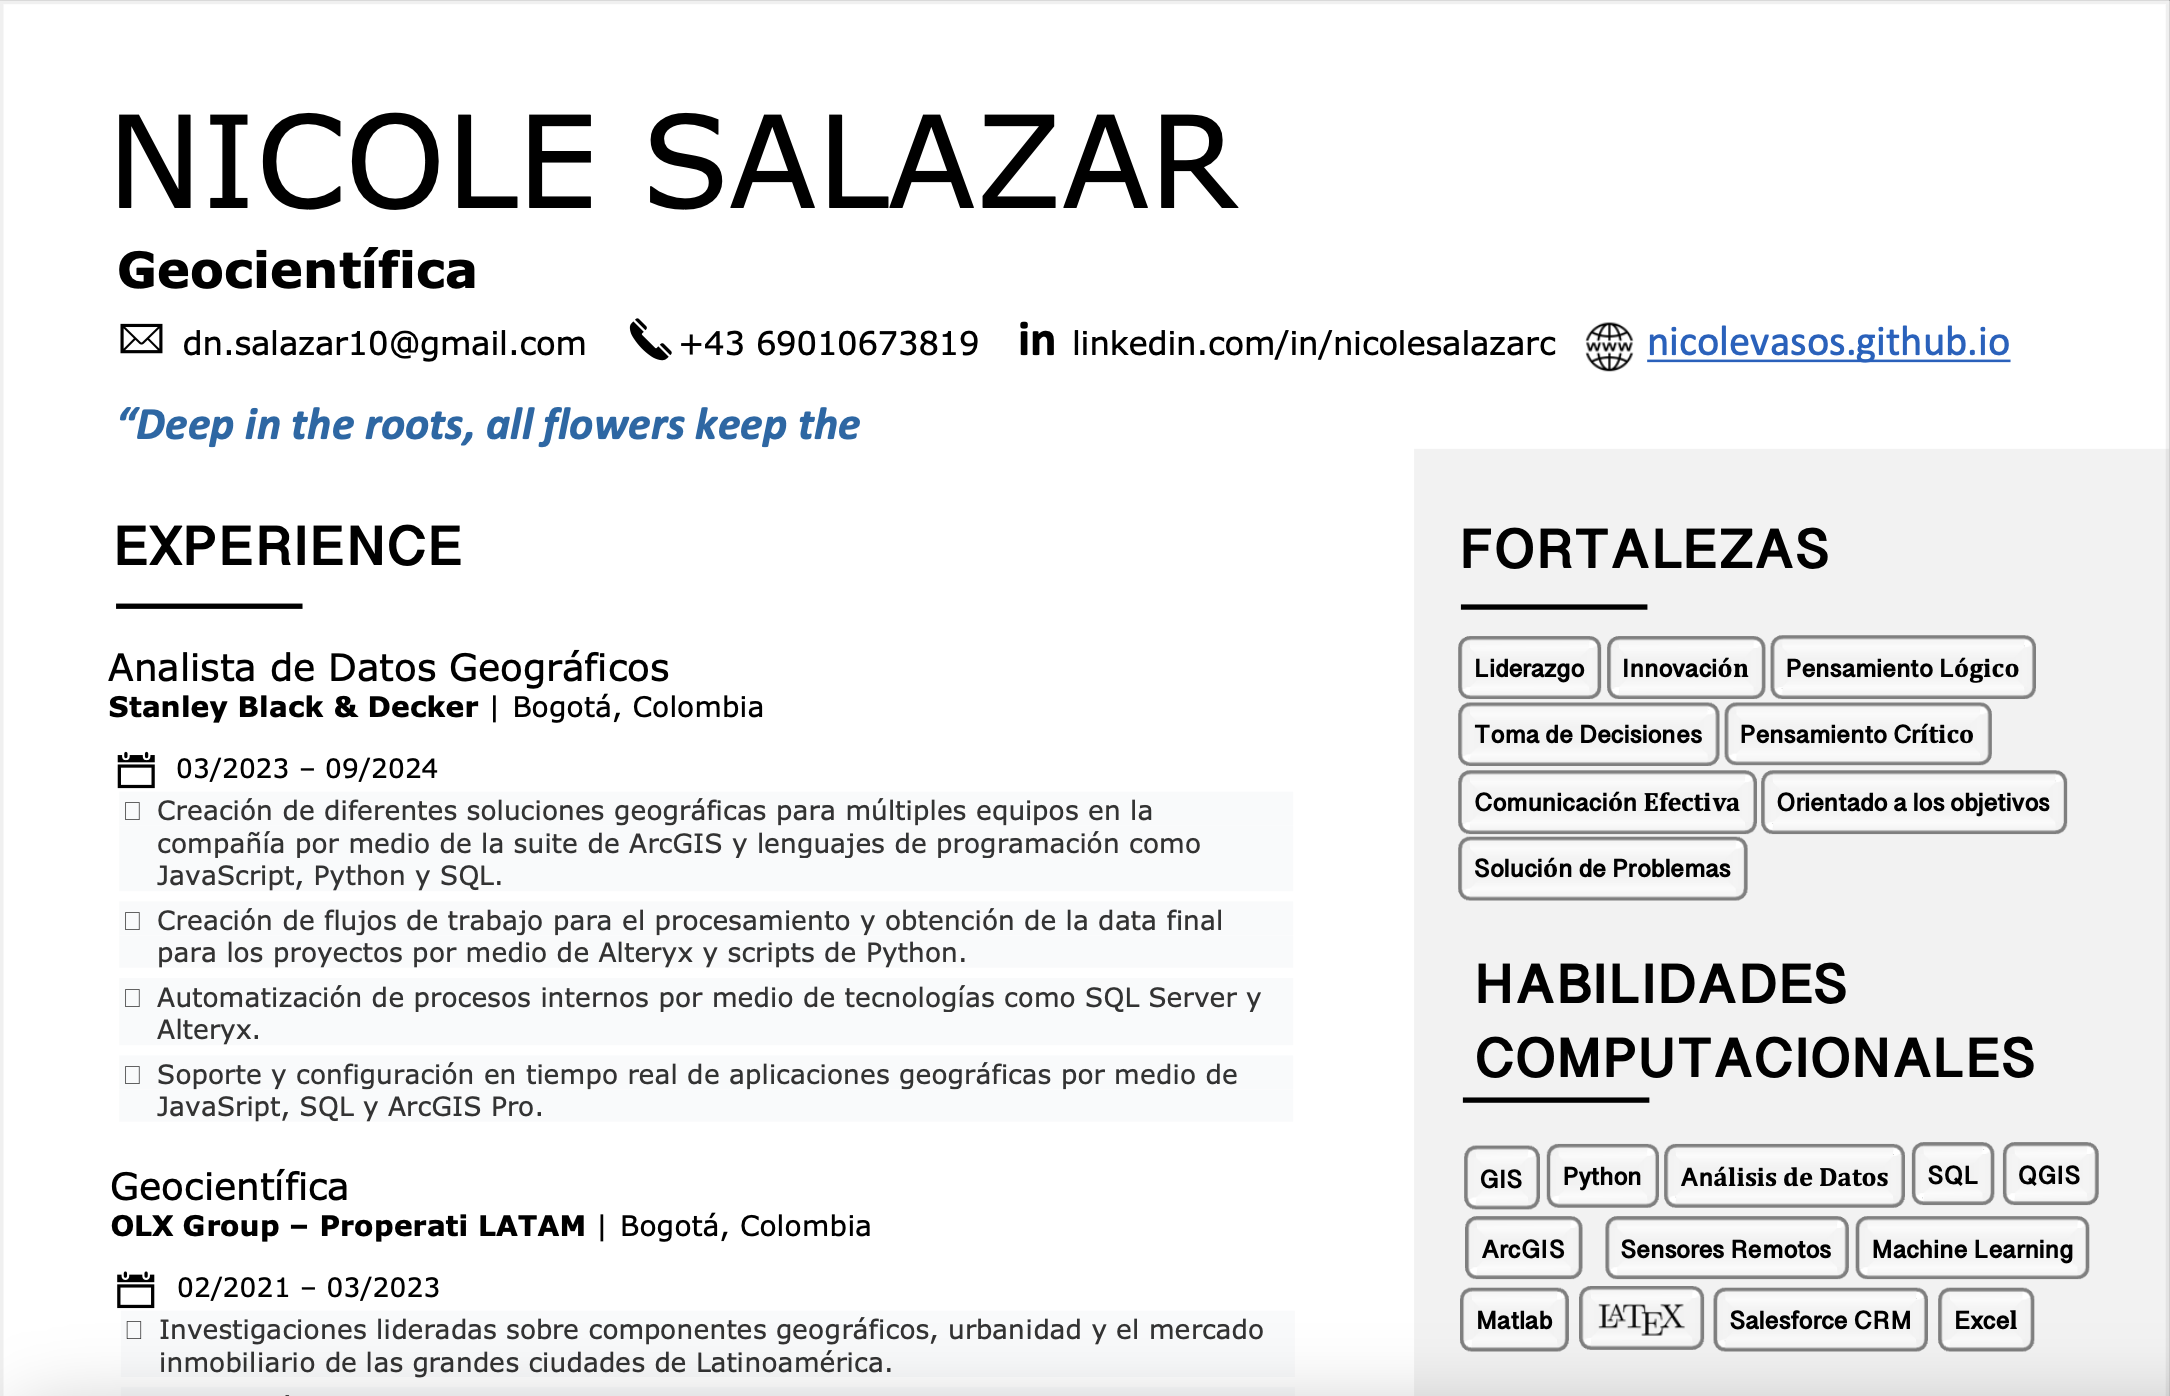 NICOLE SALAZAR
Geocientífica
dn.salazar10@gmail.com +43 69010673819 in linkedin.com/in/nicolesalazarc www nicolevasos.github.io
“Deep in the roots, all flowers keep the
EXPERIENCE
Analista de Datos Geográficos
Stanley Black & Decker | Bogotá, Colombia
03/2023 – 09/2024
Creación de diferentes soluciones geográficas para múltiples equipos en la
compañía por medio de la suite de ArcGIS y lenguajes de programación como
JavaScript, Python y SQL.
Creación de flujos de trabajo para el procesamiento y obtención de la data final
para los proyectos por medio de Alteryx y scripts de Python.
Automatización de procesos internos por medio de tecnologías como SQL Server y
Alteryx.
Soporte y configuración en tiempo real de aplicaciones geográficas por medio de
JavaSript, SQL y ArcGIS Pro.
Geocientífica
OLX Group – Properati LATAM | Bogotá, Colombia
02/2021 – 03/2023
Investigaciones lideradas sobre componentes geográficos, urbanidad y el mercado
inmobiliario de las grandes ciudades de Latinoamérica.
FORTALEZAS
Liderazgo Innovación Pensamiento Lógico
Toma de Decisiones Pensamiento Crítico
Comunicación Efectiva Orientado a los objetivos
Solución de Problemas
HABILIDADES
COMPUTACIONALES
GIS Python Análisis de Datos SQL QGIS
ArcGIS Sensores Remotos Machine Learning
Matlab LATEX Salesforce CRM Excel